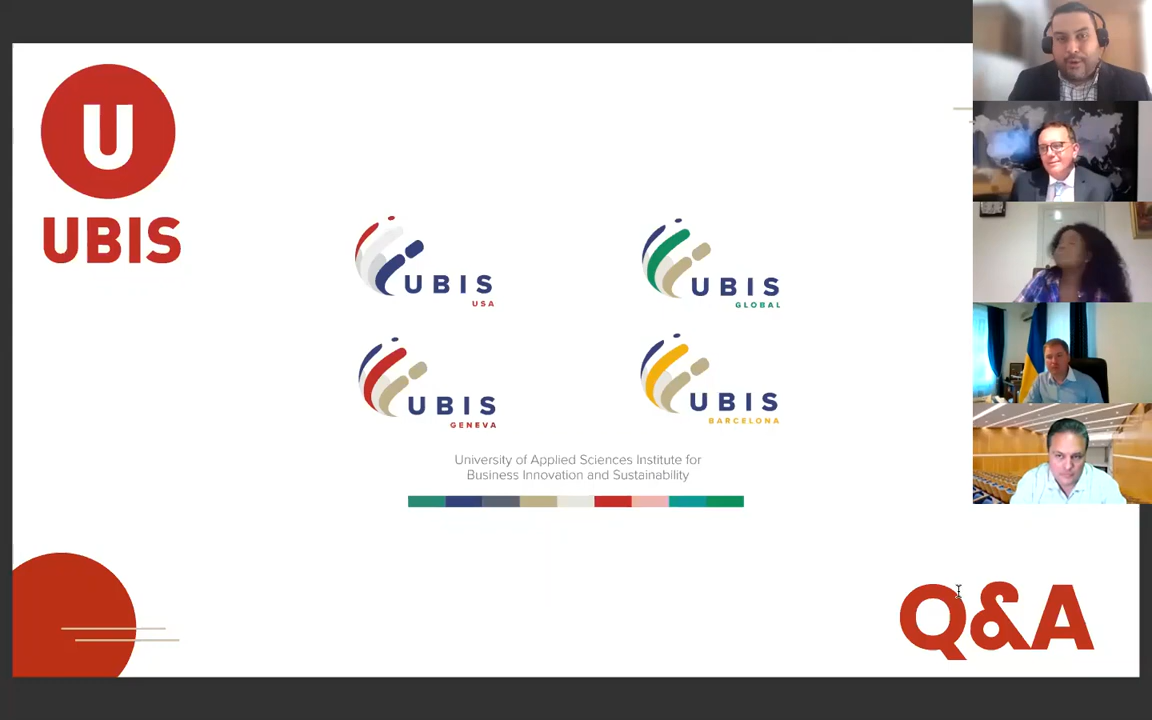 U
UBIS
UBIS
USA
UBIS
GLOBAL
UBIS
GENEVA
UBIS
BARCELONA
University of Applied Sciences Institute for
Business Innovation and Sustainability
Q&A